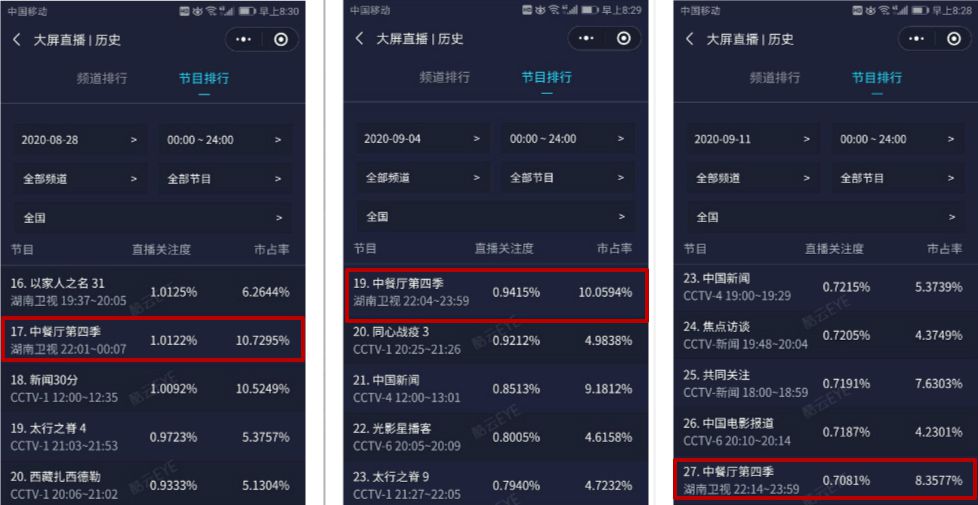 中国移动
早上8:30
大屏直播 | 历史
频道排行
节目排行
2020-08-28 >
00:00 ~ 24:00 >
全部频道 >
全部节目 >
全国 >
节目
直播关注度
市占率
16. 以家人之名 31
湖南卫视 19:37~20:05
1.0125%
6.2644%
17. 中餐厅第四季
湖南卫视 22:01~00:07
1.0122%
10.7295%
18. 新闻30分
CCTV-1 12:00~12:35
1.0092%
10.5249%
19. 太行之脊 4
CCTV-1 21:03~21:53
0.9723%
5.3757%
20. 西藏扎西德勒
CCTV-1 20:06~21:02
0.9333%
5.1304%
酷云EYE
中国移动
早上8:29
大屏直播 | 历史
频道排行
节目排行
2020-09-04 >
00:00 ~ 24:00 >
全部频道 >
全部节目 >
全国 >
节目
直播关注度
市占率
19. 中餐厅第四季
湖南卫视 22:04~23:59
0.9415%
10.0594%
20. 同心战疫 3
CCTV-1 20:25~21:26
0.9212%
4.9838%
21. 中国新闻
CCTV-4 12:00~13:01
0.8513%
9.1812%
22. 光影星播客
CCTV-6 20:05~20:09
0.8005%
4.6158%
23. 太行之脊 9
CCTV-1 21:27~22:05
0.7940%
4.7232%
酷云EYE
中国移动
早上8:28
大屏直播 | 历史
频道排行
节目排行
2020-09-11 >
00:00 ~ 24:00 >
全部频道 >
全部节目 >
全国 >
节目
直播关注度
市占率
23. 中国新闻
CCTV-4 19:00~19:29
0.7215%
5.3739%
24. 焦点访谈
CCTV-新闻 19:48~20:04
0.7205%
4.3749%
25. 共同关注
CCTV-新闻 18:00~18:59
0.7191%
7.6303%
26. 中国电影报道
CCTV-6 20:10~20:14
0.7187%
4.2301%
27. 中餐厅第四季
湖南卫视 22:14~23:59
0.7081%
8.3577%
酷云EYE